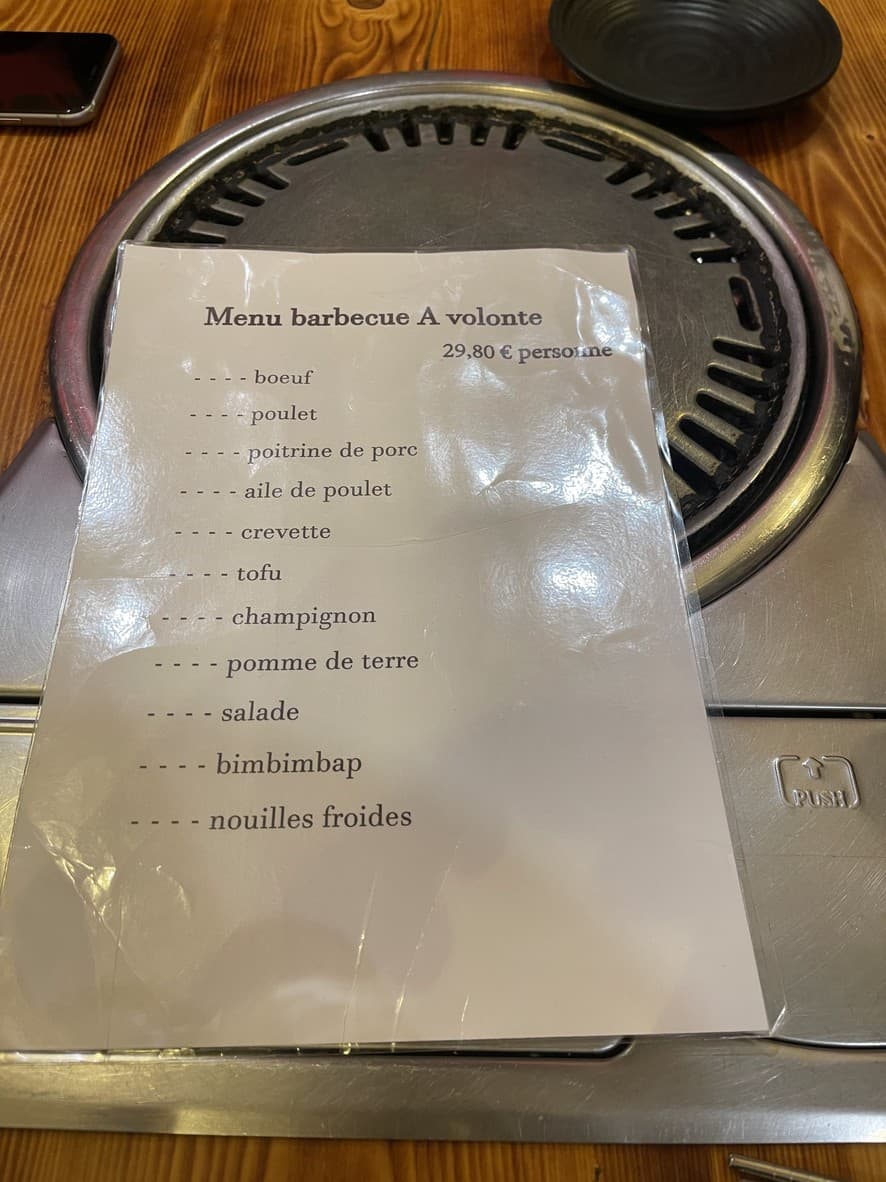 Menu barbecue A volonte
29,80 € personne
- - - - boeuf
- - - - poulet
- - - - poitrine de porc
- - - - aile de poulet
- - - - crevette
- - - - tofu
- - - - champignon
- - - - pomme de terre
- - - - salade
- - - - bimbimbap
- - - - nouilles froides
PUSH